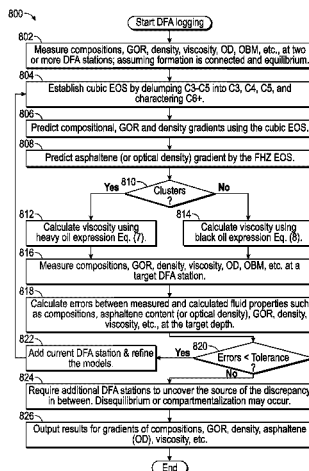 800
Start DFA logging
802
Measure compositions, GOR, density, viscosity, OD, OBM, etc., at two
or more DFA stations; assuming formation is connected and equilibrium.
804
Establish cubic EOS by delumping C3-C5 into C3, C4, C5, and
charactering C6+.
806
Predict compositional, GOR and density gradients using the cubic EOS.
808
Predict asphaltene (or optical density) gradient by the FHZ EOS.
810
Yes
Clusters
?
No
812
Calculate viscosity using
heavy oil expression Eq. (7).
814
Calculate viscosity using
black oil expression Eq. (8).
816
Measure compositions, GOR, density, viscosity, OD, OBM, etc. at a
target DFA station.
818
Calculate errors between measured and calculated fluid properties such
as compositions, asphaltene content (or optical density), GOR, density,
viscosity, etc., at the target depth.
822
Add current DFA station & refine
the models.
Yes
820
Errors < Tolerance
?
No
824
Require additional DFA stations to uncover the source of the discrepancy
in between. Disequilibrium or compartmentalization may occur.
826
Output results for gradients of compositions, GOR, density, asphaltene
(OD), viscosity, etc.
End